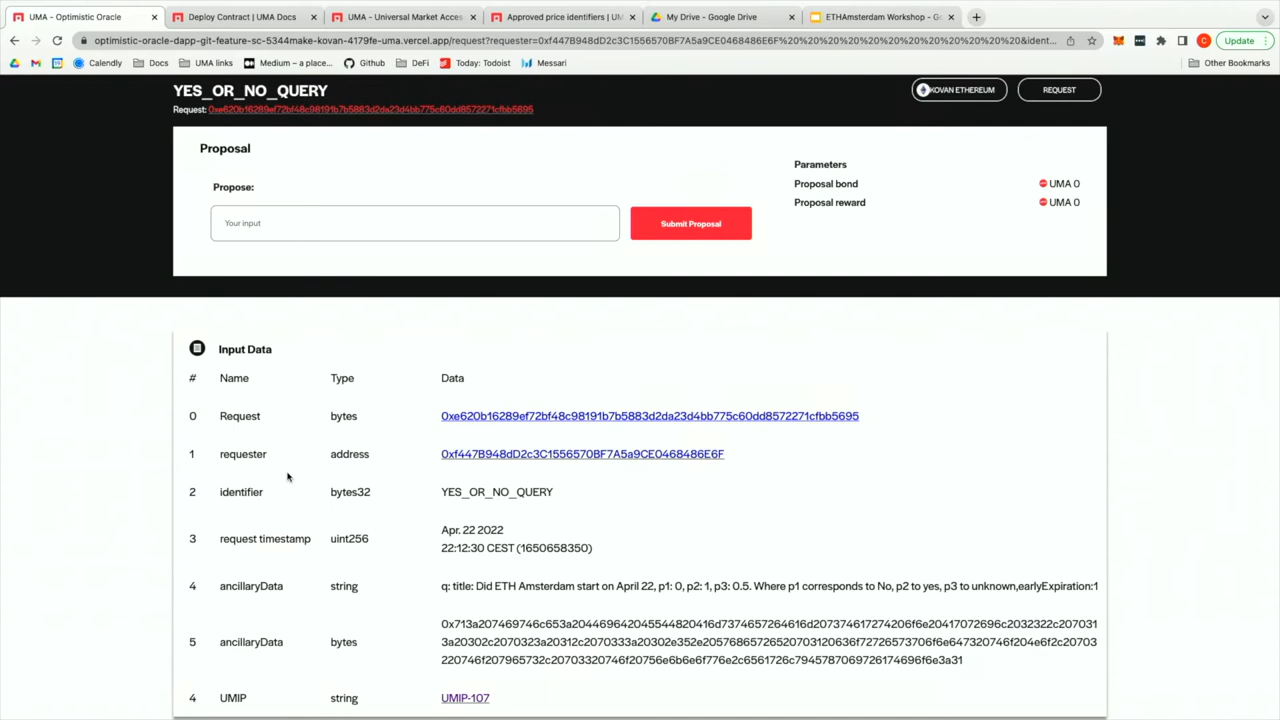 UMA - Optimistic Oracle
Deploy Contract | UMA Docs
UMA - Universal Market Acces
Approved price identifiers | UM
My Drive - Google Drive
ETHAmsterdam Workshop - Go
optimistic-oracle-dapp-git-feature-sc-5344make-kovan-4179fe-uma.vercel.app/request?requester=0xf447B948dD2c3C1556570BF7A5a9CE0468486E6F%20%20%20%20%20%20%20%20%20%20%20%20&ident...
C
Update
Calendly
Docs
UMA links
Medium – a place...
Github
DeFi
Today: Todoist
Messari
Other Bookmarks
YES_OR_NO_QUERY
KOVAN ETHEREUM
REQUEST
Request: 0xe620b16289ef72bf48c98191b7b5883d2da23d4bb775c60dd8572271cfbb5695
Proposal
Propose:
Your input
Submit Proposal
Parameters
Proposal bond UMA 0
Proposal reward UMA 0
Input Data
# Name Type Data
0 Request bytes 0xe620b16289ef72bf48c98191b7b5883d2da23d4bb775c60dd8572271cfbb5695
1 requester address 0xf447B948dD2c3C1556570BF7A5a9CE0468486E6F
2 identifier bytes32 YES_OR_NO_QUERY
3 request timestamp uint256 Apr. 22 2022
22:12:30 CEST (1650658350)
4 ancillaryData string q: title: Did ETH Amsterdam start on April 22, p1: 0, p2: 1, p3: 0.5. Where p1 corresponds to No, p2 to yes, p3 to unknown,earlyExpiration:1
5 ancillaryData bytes 0x713a207469746c653a204469642045544820416d7374657264616d207374617274206f6e20417072696c2032322c2070313
3a20302c2070323a20312c2070333a20302e352e20576865726520703120636f72726573706f6e647320746f204e6f2c20703
220746f207965732c20703320746f20756e6b6e6f776e2c6561726c7945787069726174696f6e3a31
4 UMIP string UMIP-107